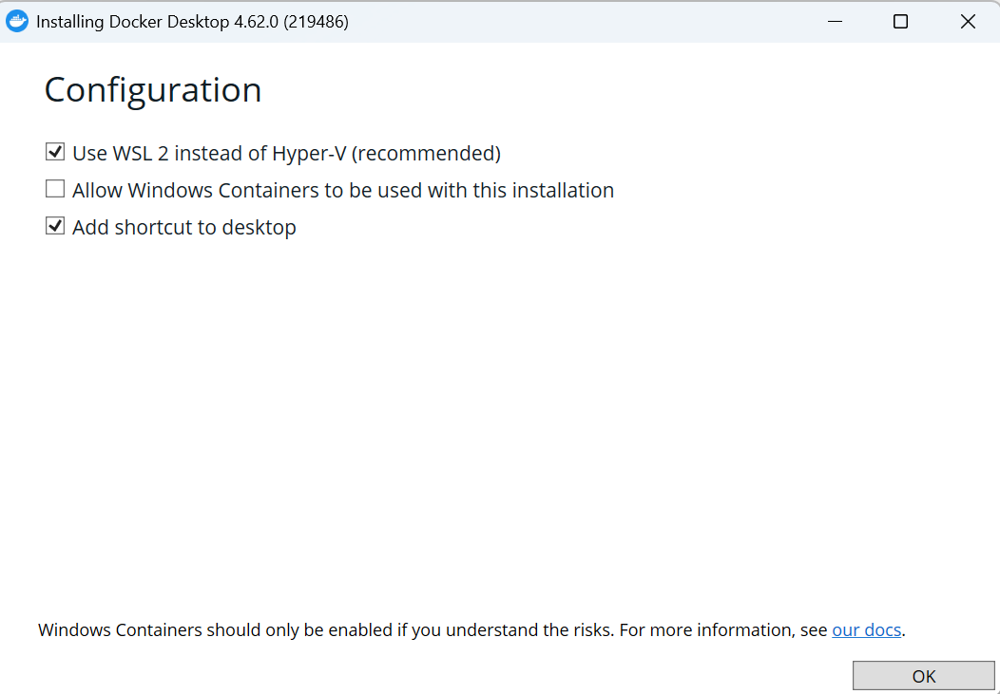 Installing Docker Desktop 4.62.0 (219486)
Configuration
Use WSL 2 instead of Hyper-V (recommended)
Allow Windows Containers to be used with this installation
Add shortcut to desktop
Windows Containers should only be enabled if you understand the risks. For more information, see our docs.
OK